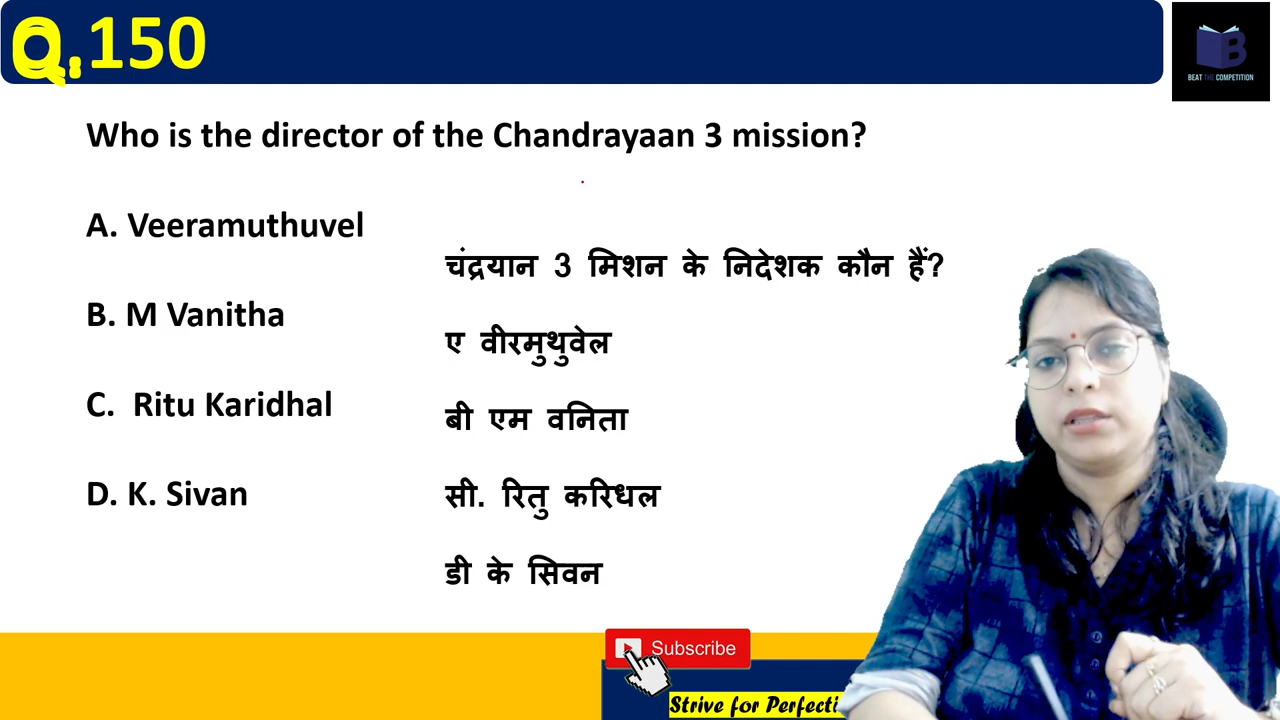 Q.150
BEAT THE COMPETITION
Who is the director of the Chandrayaan 3 mission?
A. Veeramuthuvel
B. M Vanitha
C. Ritu Karidhal
D. K. Sivan
चंद्रयान 3 मिशन के निदेशक कौन हैं?
ए वीरमुथुवेल
बी एम वनिता
सी. रितु करिधल
डी के सिवन
Subscribe
Strive for Perfecti